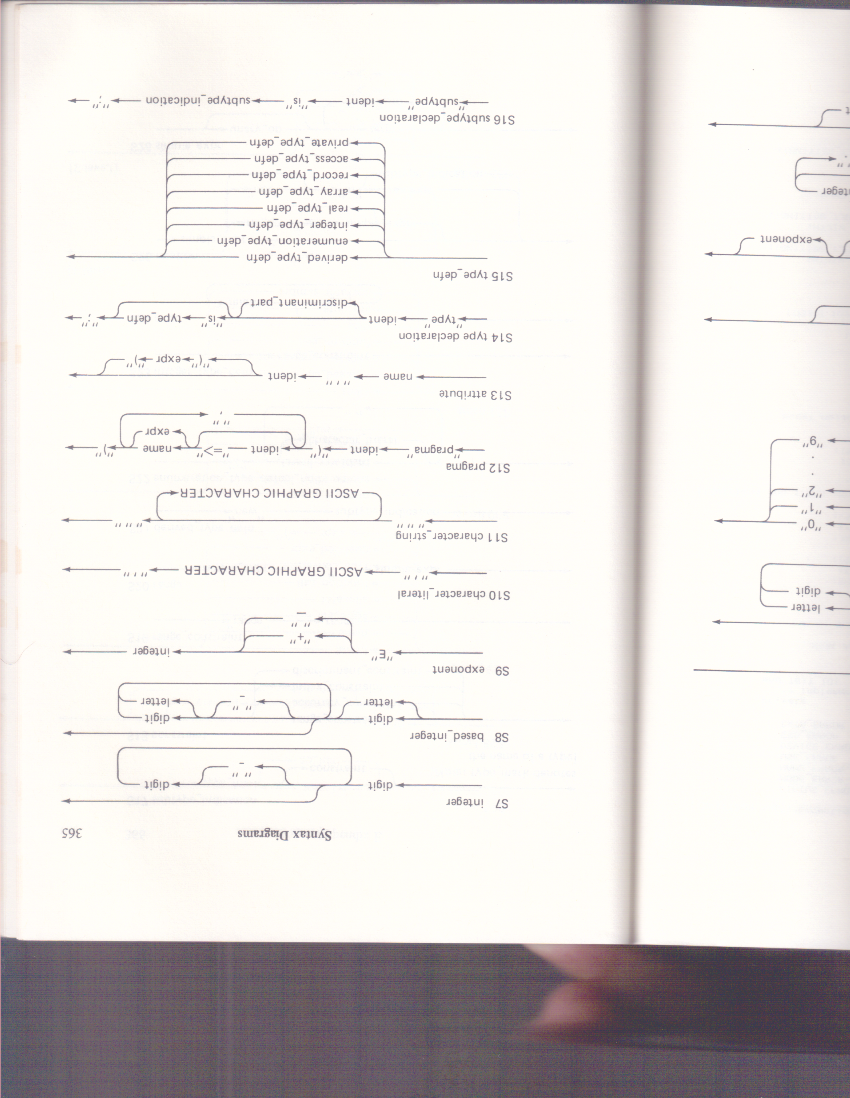 letter
digit
"0"
"1"
"2"
.
.
"9"
exponent
Syntax Diagrams 365
S7 integer
digit digit
"_"
S8 based_integer
digit digit
letter "_" letter
S9 exponent
"E" integer
"+"
"–"
S10 character_literal
"'" ASCII GRAPHIC CHARACTER "'"
S11 character_string
""" """
ASCII GRAPHIC CHARACTER
S12 pragma
"pragma" ident "(" ident "=>" name ")"
expr
","
S13 attribute
name "'" ident
"(" expr ")"
S14 type declaration
"type" ident "is" type_defn ";"
discriminant_part
S15 type_defn
derived_type_defn
enumeration_type_defn
integer_type_defn
real_type_defn
array_type_defn
record_type_defn
access_type_defn
private_type_defn
S16 subtype_declaration
"subtype" ident "is" subtype_indication ";"